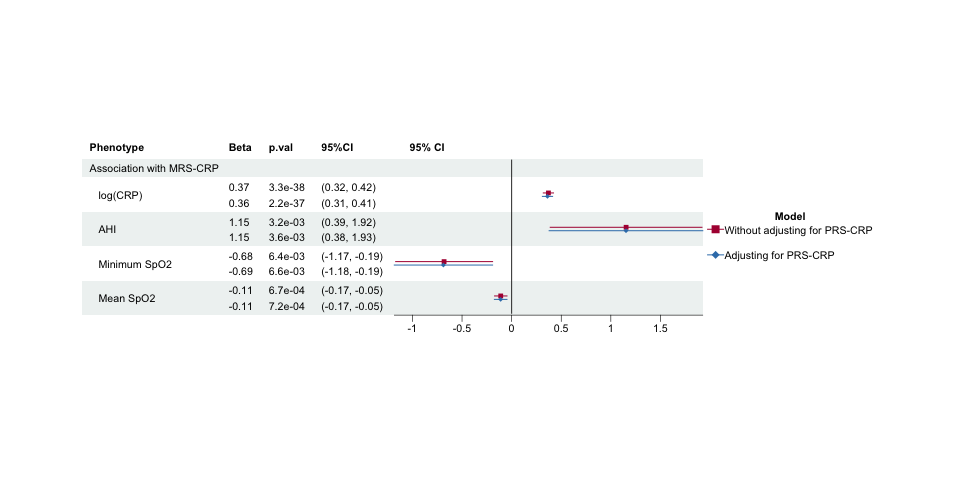 Phenotype Beta p.val 95%CI 95% CI
Association with MRS-CRP
log(CRP)
0.37 3.3e-38 (0.32, 0.42)
0.36 2.2e-37 (0.31, 0.41)
AHI
1.15 3.2e-03 (0.39, 1.92)
1.15 3.6e-03 (0.38, 1.93)
Minimum SpO2
-0.68 6.4e-03 (-1.17, -0.19)
-0.69 6.6e-03 (-1.18, -0.19)
Mean SpO2
-0.11 6.7e-04 (-0.17, -0.05)
-0.11 7.2e-04 (-0.17, -0.05)
-1 -0.5 0 0.5 1 1.5
Model
Without adjusting for PRS-CRP
Adjusting for PRS-CRP